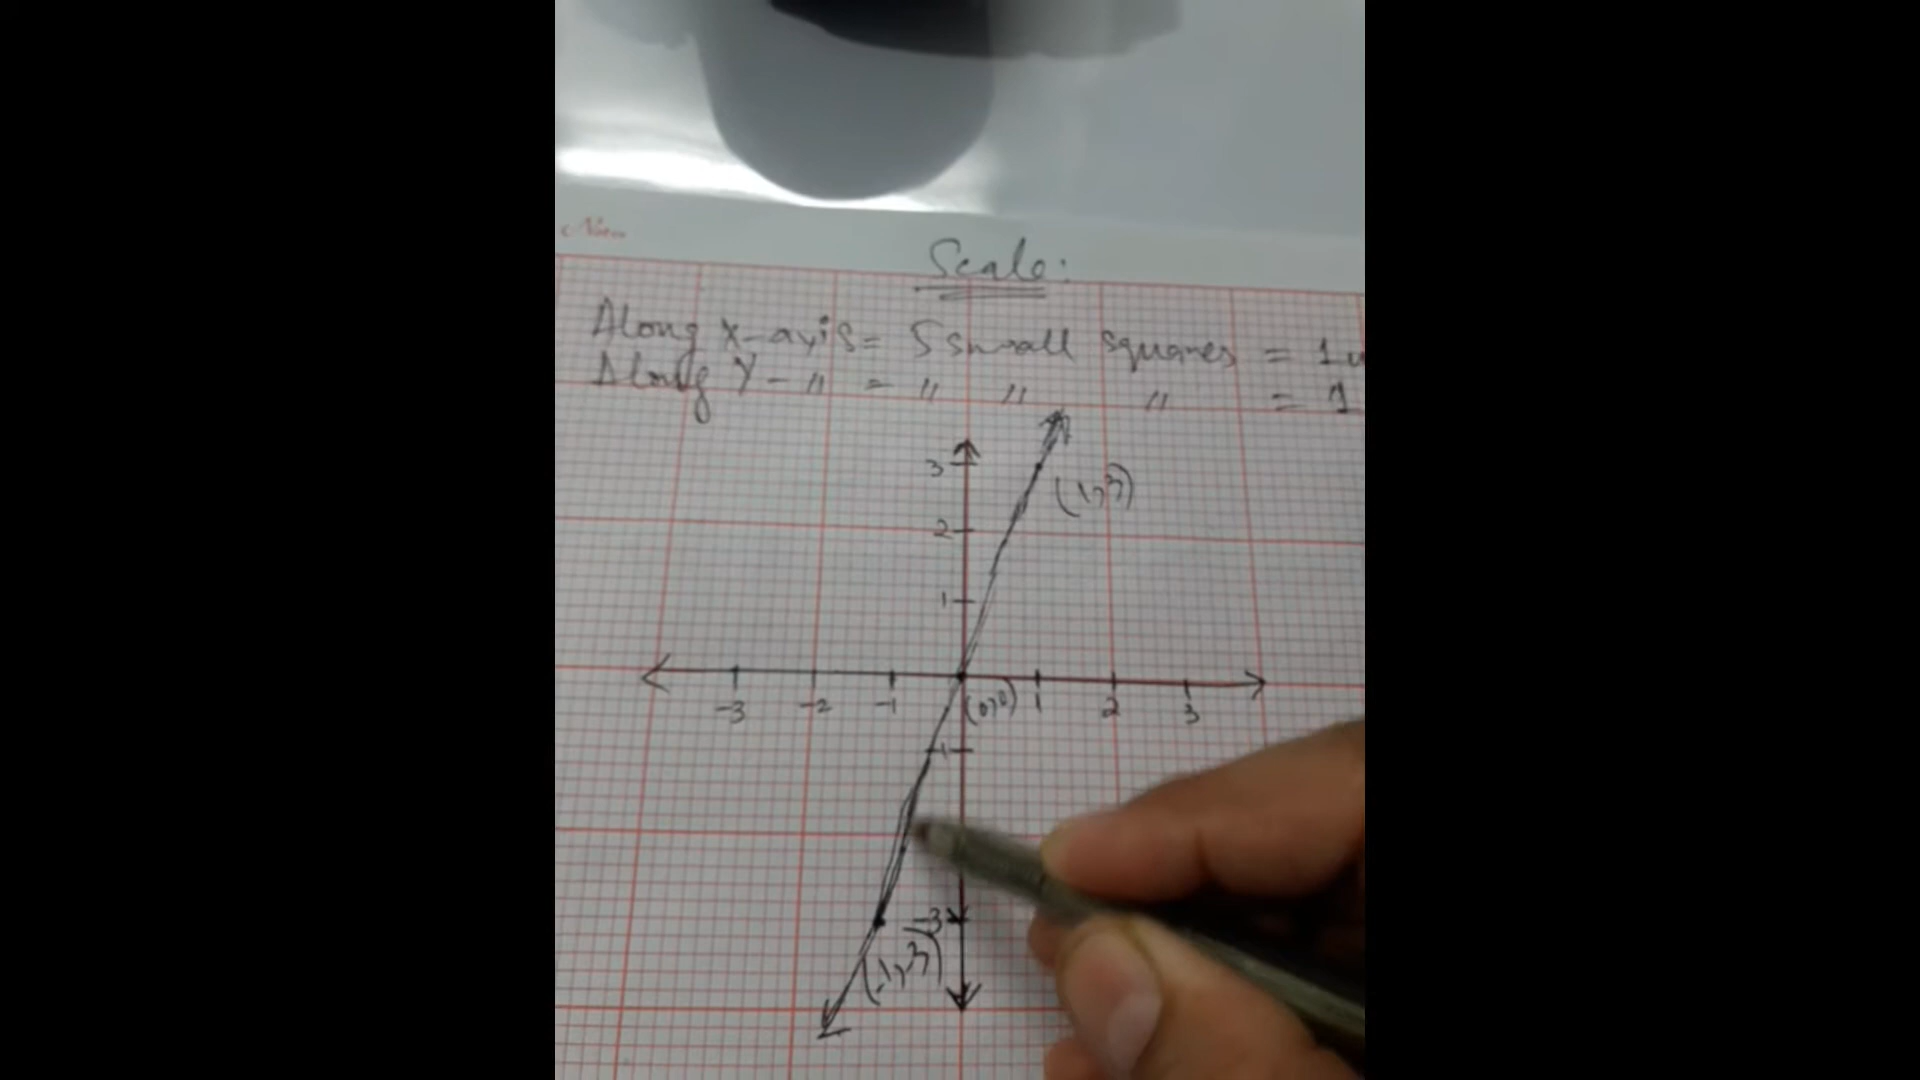 Scale:
Along X-axis = 5 small squares = 1u
Along Y-〃 = 〃 〃 〃 = 1
3
(1,3)
2
1
-3 -2 -1 (0,0) 1 2 3
-1
-3
(-1,-3)